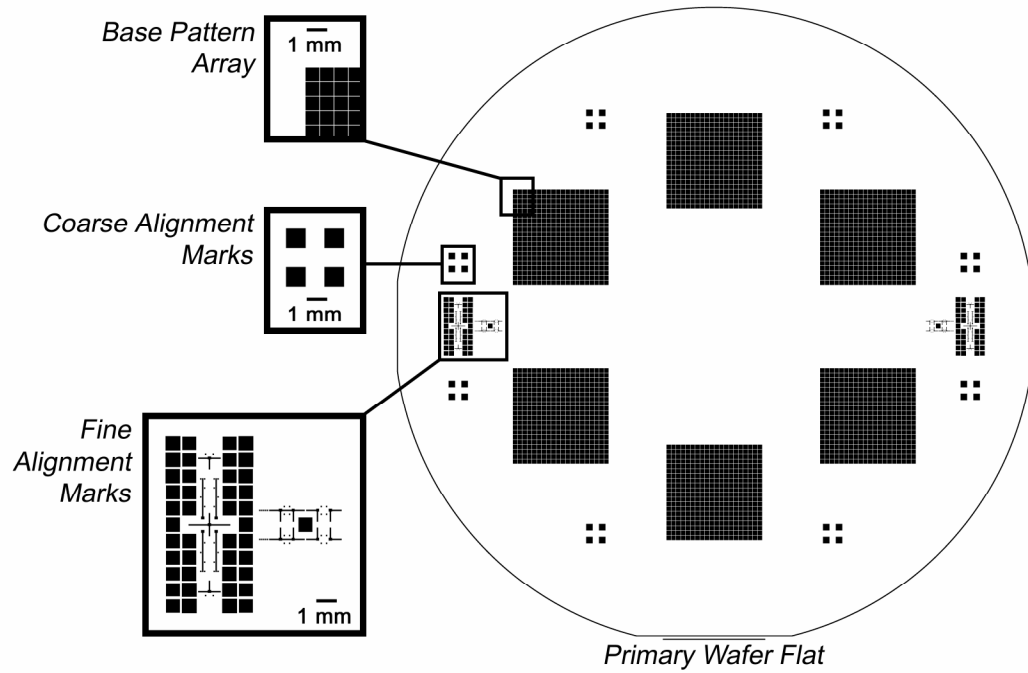 Base Pattern
Array
1 mm
Coarse Alignment
Marks
1 mm
Fine
Alignment
Marks
1 mm
Primary Wafer Flat